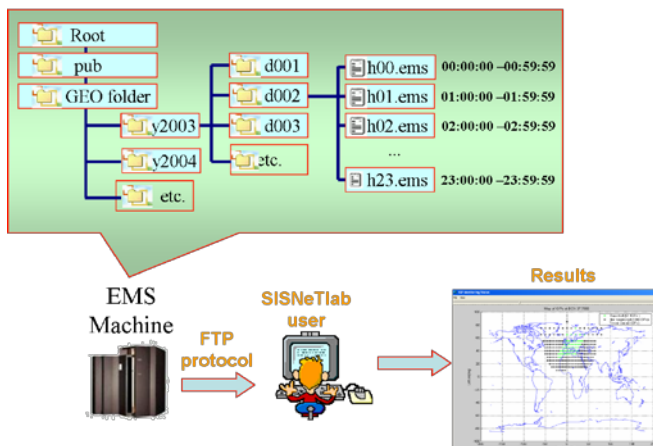 Root
pub
GEO folder
y2003
y2004
etc.
d001
d002
d003
etc.
h00.ems 00:00:00 –00:59:59
h01.ems 01:00:00 –01:59:59
h02.ems 02:00:00 –02:59:59
...
h23.ems 23:00:00 –23:59:59
EMS
Machine
FTP
protocol
SISNeTlab
user
Results